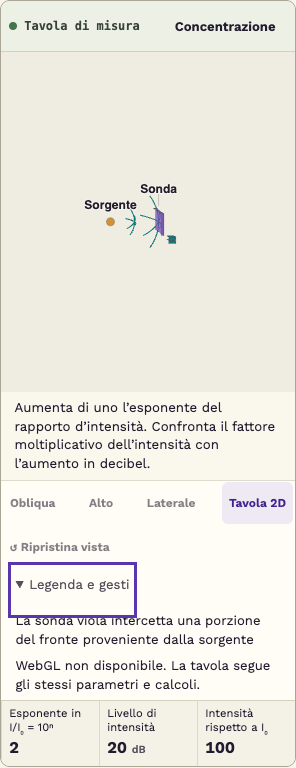 Tavola di misura
Concentrazione
Sonda
Sorgente
Aumenta di uno l’esponente del
rapporto d’intensità. Confronta il fattore
moltiplicativo dell’intensità con
l’aumento in decibel.
Obliqua Alto Laterale Tavola 2D
↺ Ripristina vista
▼ Legenda e gesti
La sonda viola intercetta una porzione
del fronte proveniente dalla sorgente
WebGL non disponibile. La tavola segue
gli stessi parametri e calcoli.
Esponente in
I/I₀ = 10ⁿ
2
Livello di
intensità
20 dB
Intensità
rispetto a I₀
100